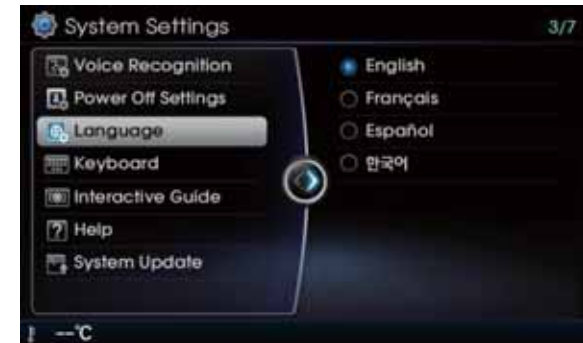 System Settings 3/7
Voice Recognition
Power Off Settings
Language
Keyboard
Interactive Guide
Help
System Update
English
Français
Español
한국어
--°C